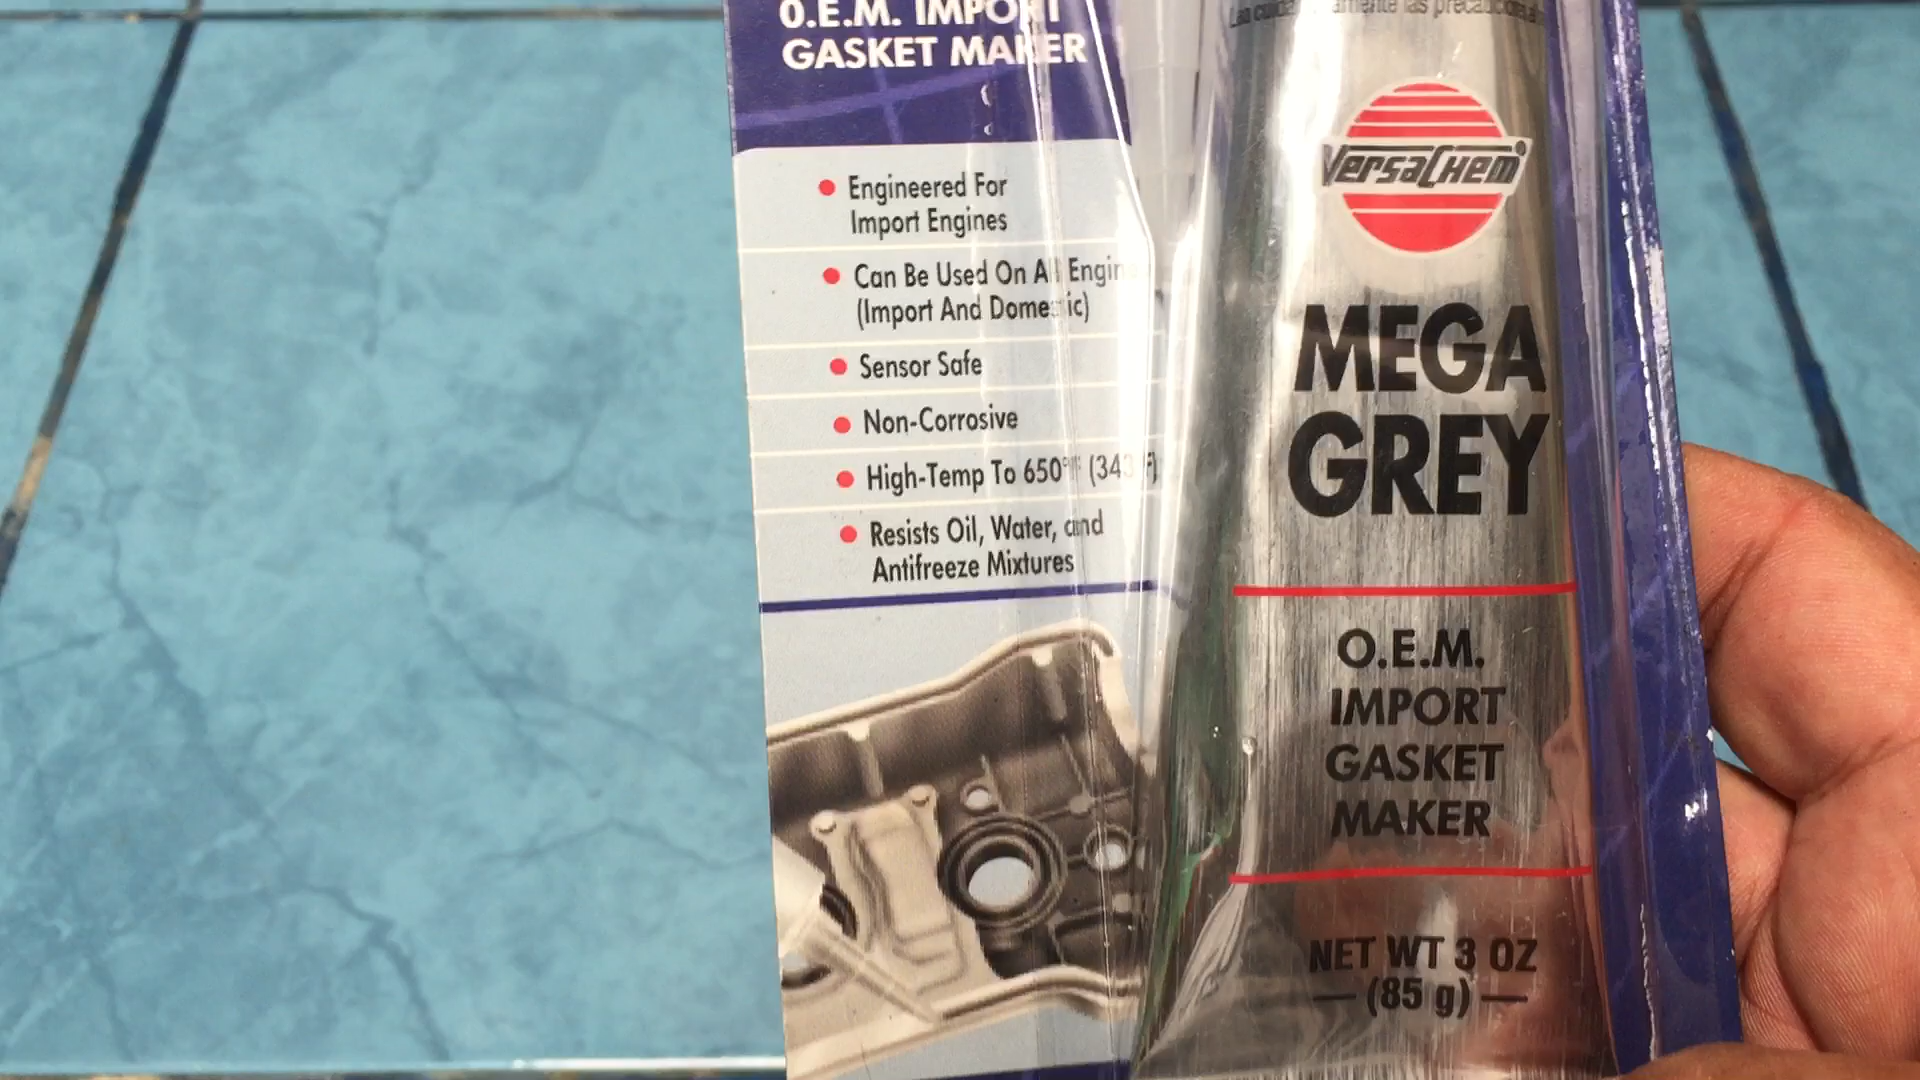 O.E.M. IMPORT
GASKET MAKER
Engineered For
Import Engines
Can Be Used On All
(Import And Domestic)
Sensor Safe
Non-Corrosive
High-Temp To 650°F
Resists Oil, Water, and
Antifreeze Mixtures
las precauciones
VERSACHEM
MEGA
GREY
O.E.M.
IMPORT
GASKET
MAKER
NET WT 3 OZ
(85 g)